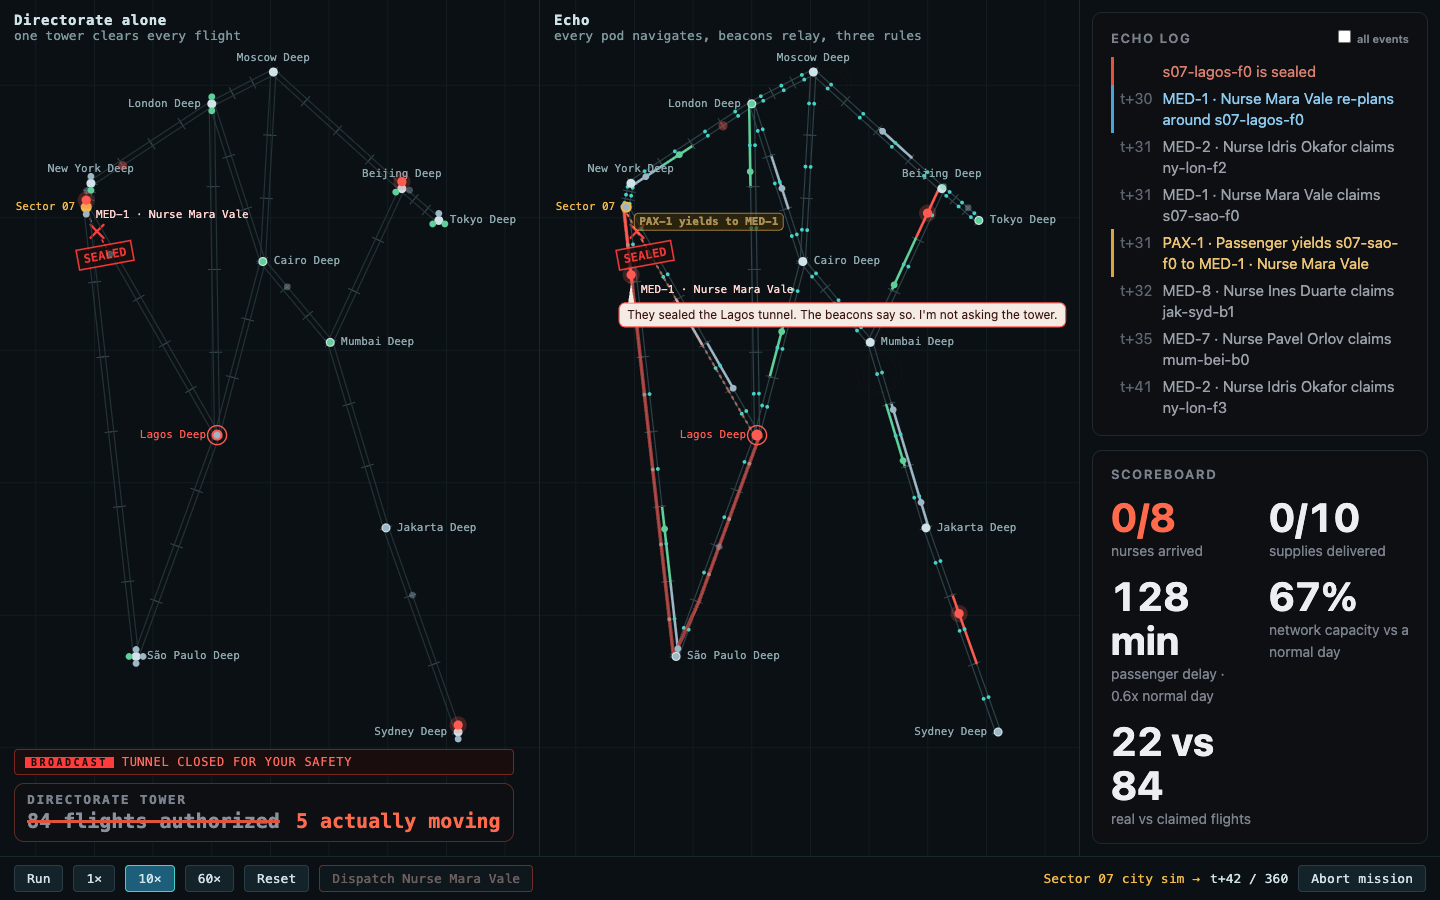 Directorate alone
one tower clears every flight
Moscow Deep
London Deep
New York Deep
Beijing Deep
Sector 07
MED-1 · Nurse Mara Vale
Tokyo Deep
SEALED
Cairo Deep
Mumbai Deep
Lagos Deep
Jakarta Deep
São Paulo Deep
Sydney Deep
BROADCAST TUNNEL CLOSED FOR YOUR SAFETY
DIRECTORATE TOWER
84 flights authorized 5 actually moving
Echo
every pod navigates, beacons relay, three rules
Moscow Deep
London Deep
New York Deep
Beijing Deep
Sector 07
PAX-1 yields to MED-1
Tokyo Deep
SEALED
Cairo Deep
MED-1 · Nurse Mara Vale
They sealed the Lagos tunnel. The beacons say so. I'm not asking the tower.
Mumbai Deep
Lagos Deep
Jakarta Deep
São Paulo Deep
Sydney Deep
ECHO LOG
all events
s07-lagos-f0 is sealed
t+30 MED-1 · Nurse Mara Vale re-plans
around s07-lagos-f0
t+31 MED-2 · Nurse Idris Okafor claims
ny-lon-f2
t+31 MED-1 · Nurse Mara Vale claims
s07-sao-f0
t+31 PAX-1 · Passenger yields s07-sao-
f0 to MED-1 · Nurse Mara Vale
t+32 MED-8 · Nurse Ines Duarte claims
jak-syd-b1
t+35 MED-7 · Nurse Pavel Orlov claims
mum-bei-b0
t+41 MED-2 · Nurse Idris Okafor claims
ny-lon-f3
SCOREBOARD
0/8
nurses arrived
0/10
supplies delivered
128
min
passenger delay ·
0.6x normal day
67%
network capacity vs a
normal day
22 vs
84
real vs claimed flights
Run
1×
10×
60×
Reset
Dispatch Nurse Mara Vale
Sector 07 city sim →
t+42 / 360
Abort mission